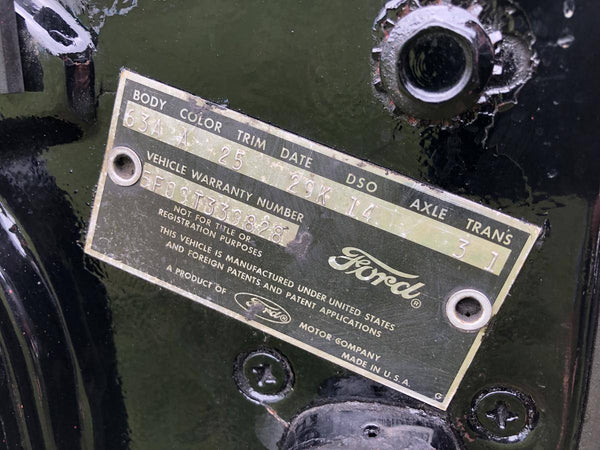 BODY COLOR TRIM DATE DSO AXLE TRANS
63A A 25 29K 14 3 1
VEHICLE WARRANTY NUMBER
5F09T339828
NOT FOR TITLE OR
REGISTRATION PURPOSES
Ford
THIS VEHICLE IS MANUFACTURED UNDER UNITED STATES
AND FOREIGN PATENTS AND PATENT APPLICATIONS
A PRODUCT OF Ford MOTOR COMPANY
MADE IN U.S.A.
G